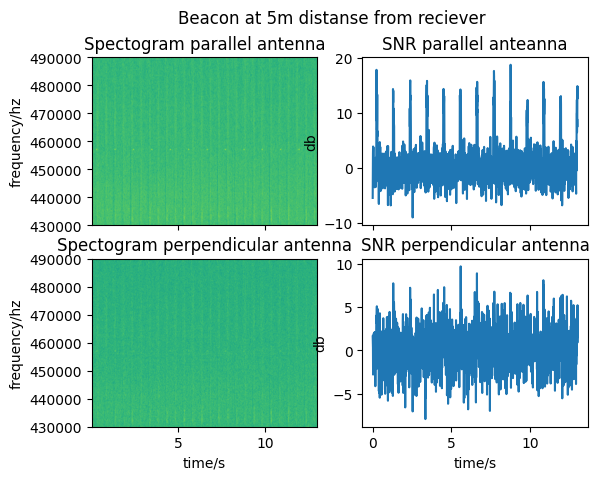 Beacon at 5m distanse from reciever
Spectogram parallel antenna
SNR parallel anteanna
frequency/hz
490000
480000
470000
460000
450000
440000
430000
db
20
10
0
−10
Spectogram perpendicular antenna
SNR perpendicular antenna
frequency/hz
490000
480000
470000
460000
450000
440000
430000
5
10
time/s
db
10
5
0
−5
0
5
10
time/s